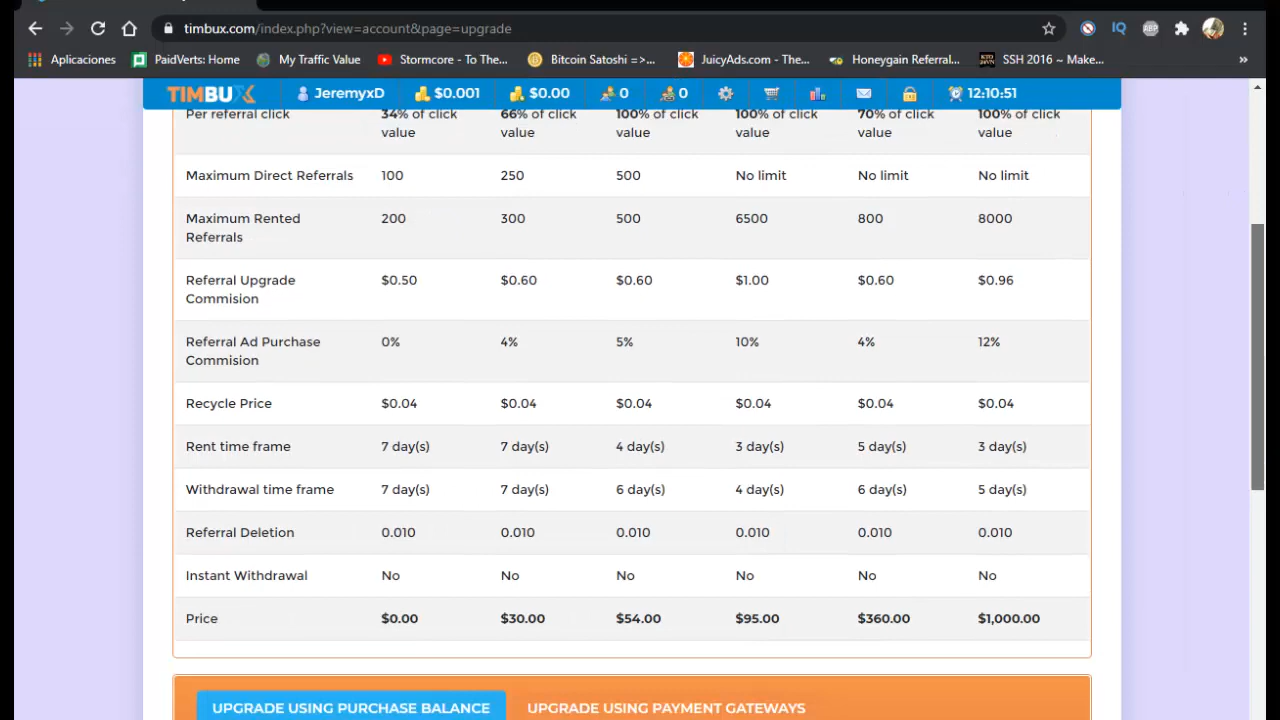 timbux.com/index.php?view=account&page=upgrade
ABP
IQ
Aplicaciones PaidVerts: Home My Traffic Value Stormcore - To The... Bitcoin Satoshi =>... JuicyAds.com - The... Honeygain Referral... SSH 2016 ~ Make... »
TIMBUX JeremyxD $0.001 $0.00 0 0 12:10:51
Per referral click 34% of click value 66% of click value 100% of click value 100% of click value 70% of click value 100% of click value
Maximum Direct Referrals 100 250 500 No limit No limit No limit
Maximum Rented Referrals 200 300 500 6500 800 8000
Referral Upgrade Commision $0.50 $0.60 $0.60 $1.00 $0.60 $0.96
Referral Ad Purchase Commision 0% 4% 5% 10% 4% 12%
Recycle Price $0.04 $0.04 $0.04 $0.04 $0.04 $0.04
Rent time frame 7 day(s) 7 day(s) 4 day(s) 3 day(s) 5 day(s) 3 day(s)
Withdrawal time frame 7 day(s) 7 day(s) 6 day(s) 4 day(s) 6 day(s) 5 day(s)
Referral Deletion 0.010 0.010 0.010 0.010 0.010 0.010
Instant Withdrawal No No No No No No
Price $0.00 $30.00 $54.00 $95.00 $360.00 $1,000.00
UPGRADE USING PURCHASE BALANCE UPGRADE USING PAYMENT GATEWAYS